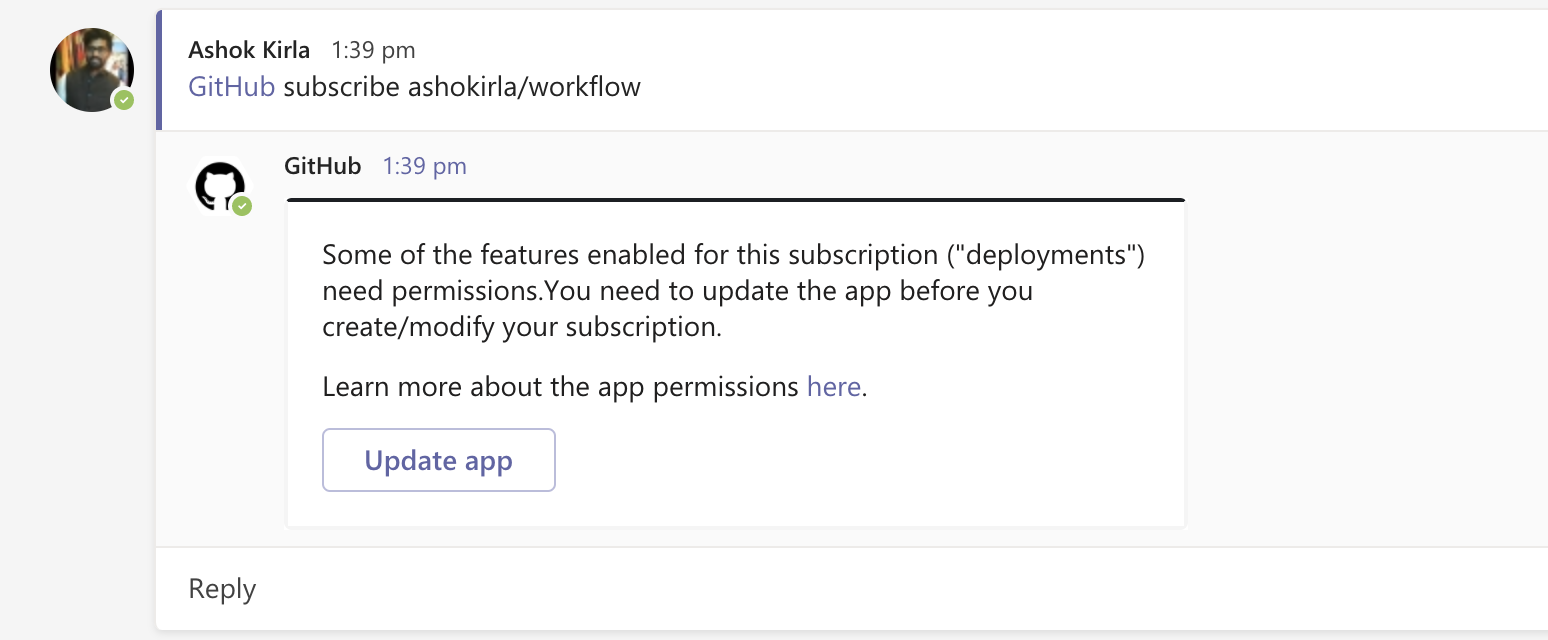 Ashok Kirla 1:39 pm
GitHub subscribe ashokirla/workflow
GitHub 1:39 pm
Some of the features enabled for this subscription ("deployments")
need permissions.You need to update the app before you
create/modify your subscription.
Learn more about the app permissions here.
Update app
Reply